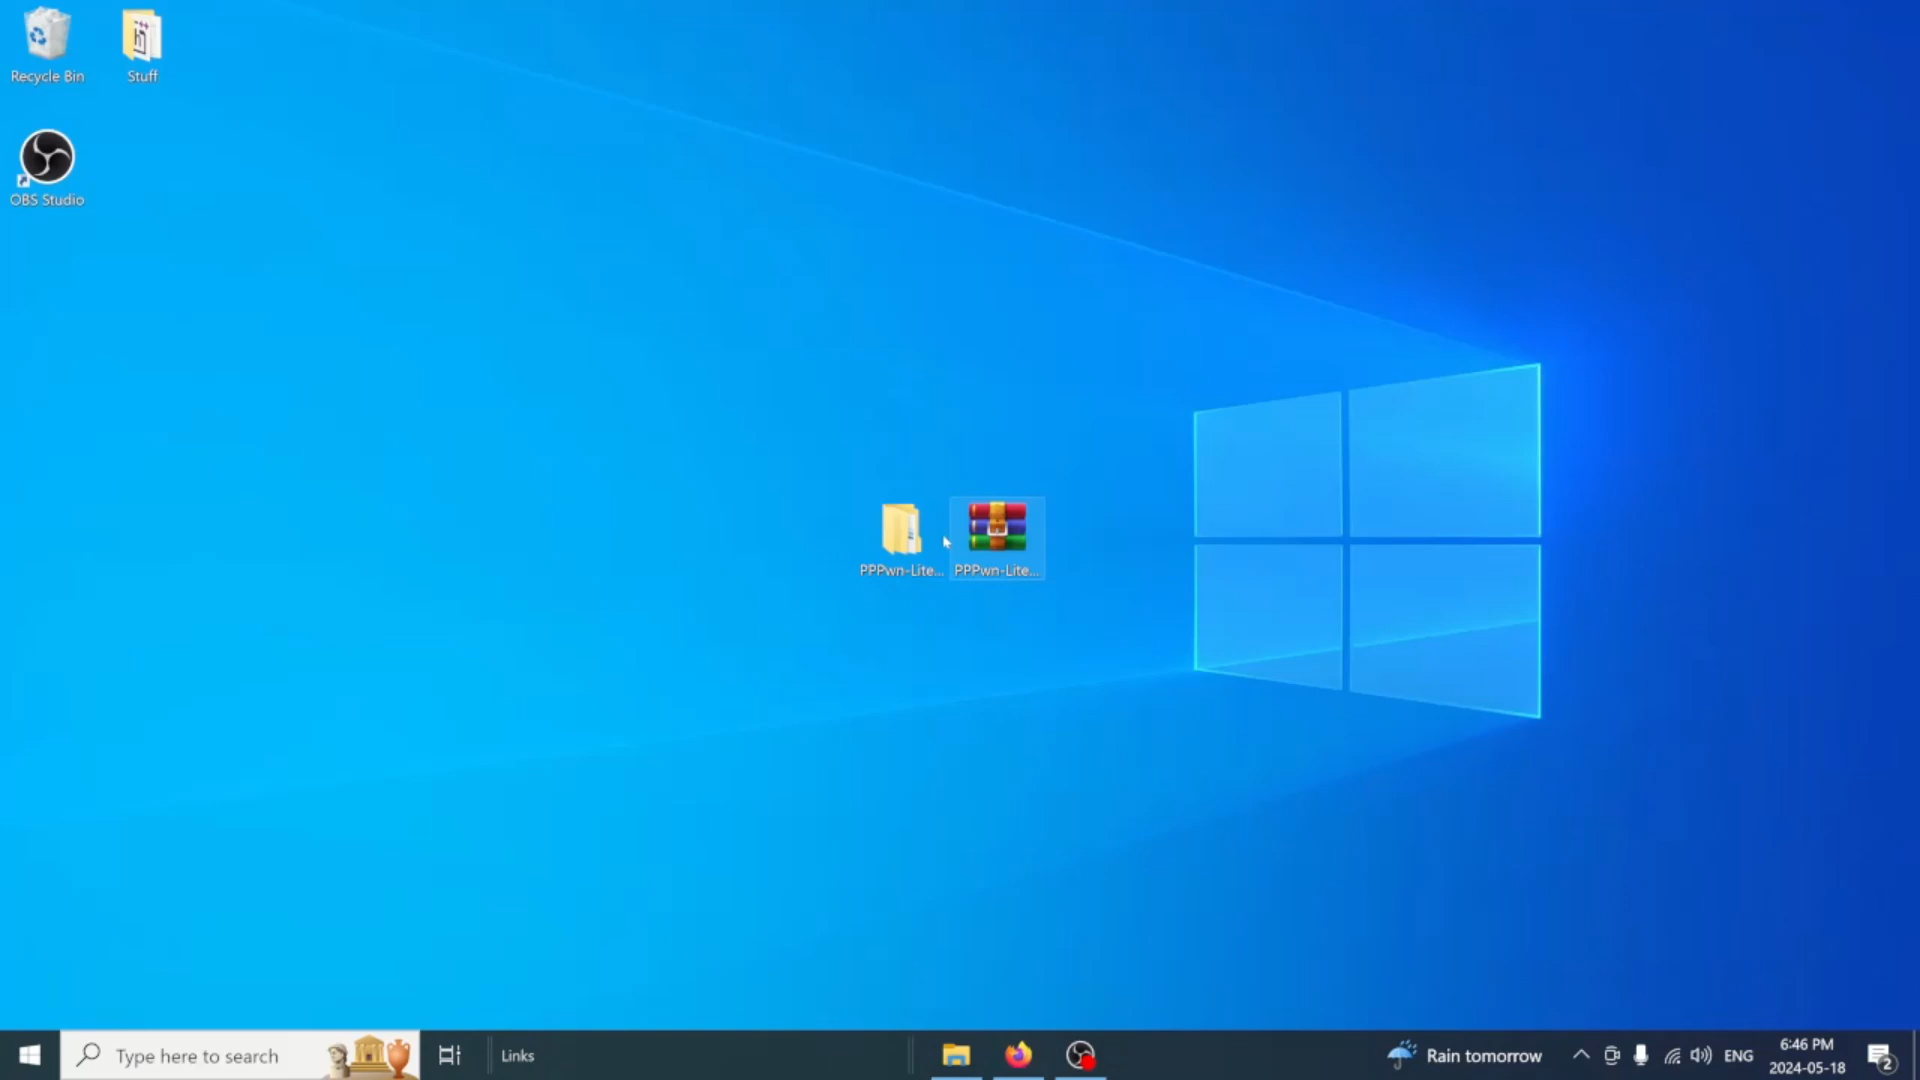 Recycle Bin
Stuff
OBS Studio
PPPwn-Lite...
PPPwn-Lite...
Type here to search
Links
Rain tomorrow
ENG
6:46 PM
2024-05-18
2